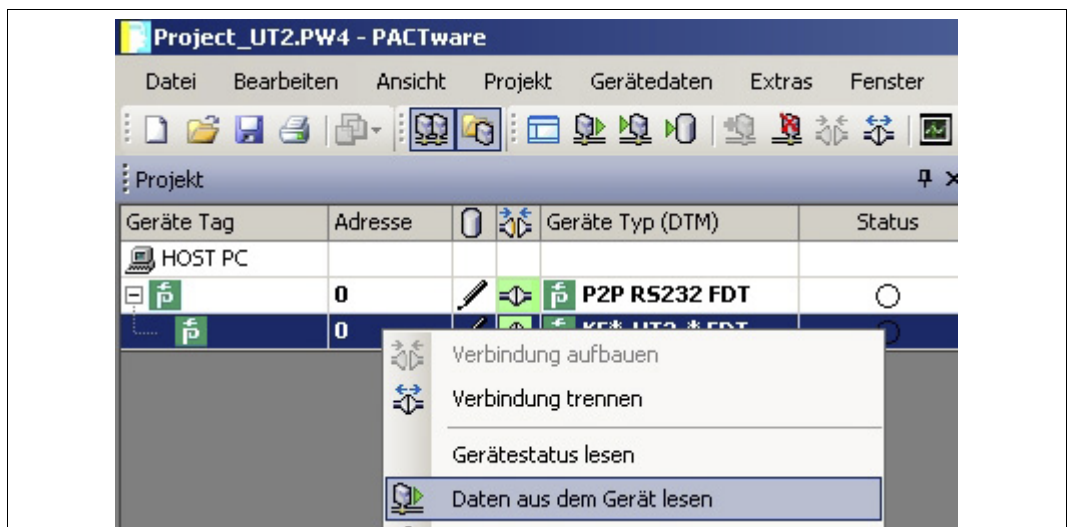 Project_UT2.PW4 - PACTware
Datei Bearbeiten Ansicht Projekt Gerätedaten Extras Fenster
Projekt
Geräte Tag Adresse Geräte Typ (DTM) Status
HOST PC
0 P2P RS232 FDT
0
Verbindung aufbauen
Verbindung trennen
Gerätestatus lesen
Daten aus dem Gerät lesen